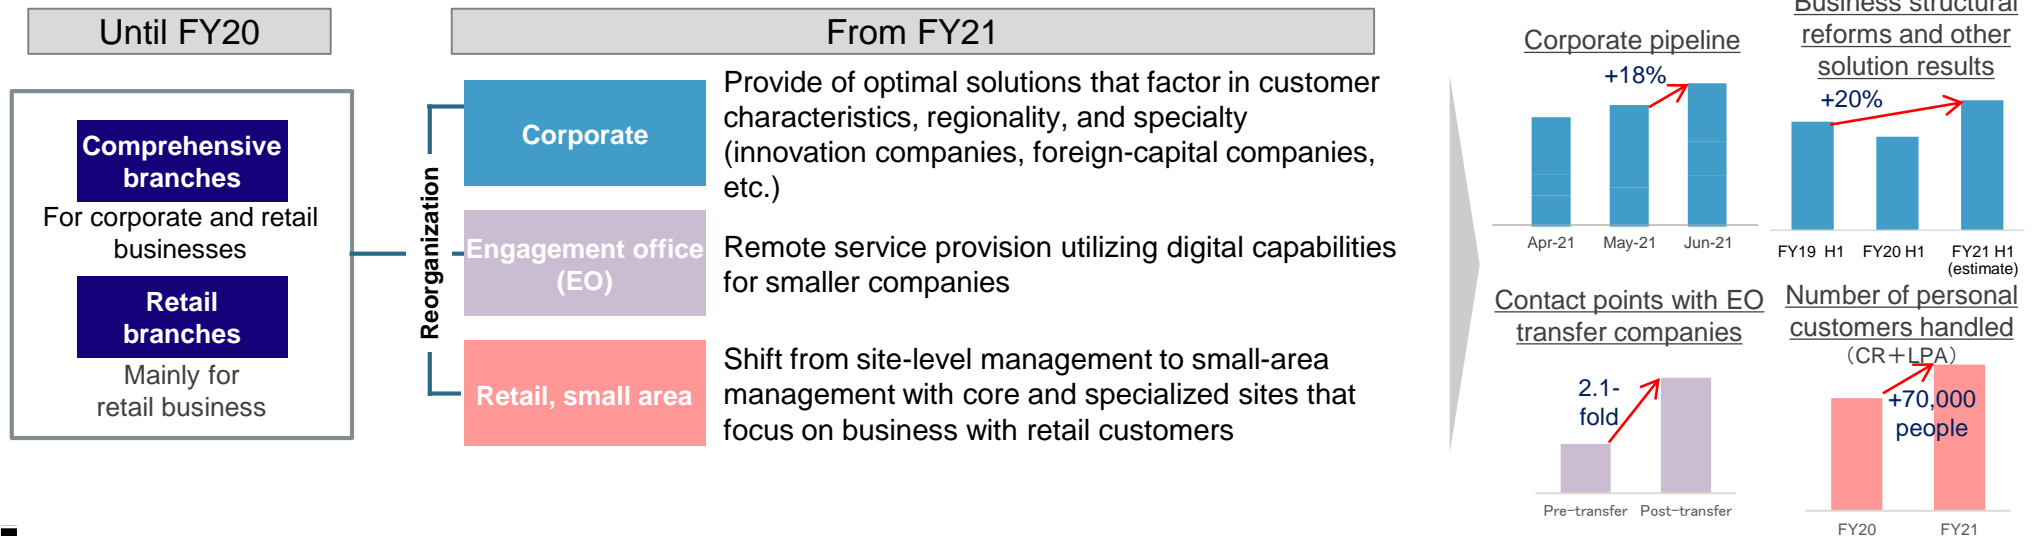 Until FY20
Comprehensive
branches
For corporate and retail
businesses
Retail
branches
Mainly for
retail business
From FY21
Reorganization
Corporate
Provide of optimal solutions that factor in customer
characteristics, regionality, and specialty
(innovation companies, foreign-capital companies,
etc.)
Engagement office
(EO)
Remote service provision utilizing digital capabilities
for smaller companies
Retail, small area
Shift from site-level management to small-area
management with core and specialized sites that
focus on business with retail customers
Corporate pipeline
+18%
Apr-21 May-21 Jun-21
Business structural
reforms and other
solution results
+20%
FY19 H1 FY20 H1 FY21 H1
(estimate)
Contact points with EO
transfer companies
2.1-
fold
Pre-transfer Post-transfer
Number of personal
customers handled
(CR+LPA)
+70,000
people
FY20 FY21